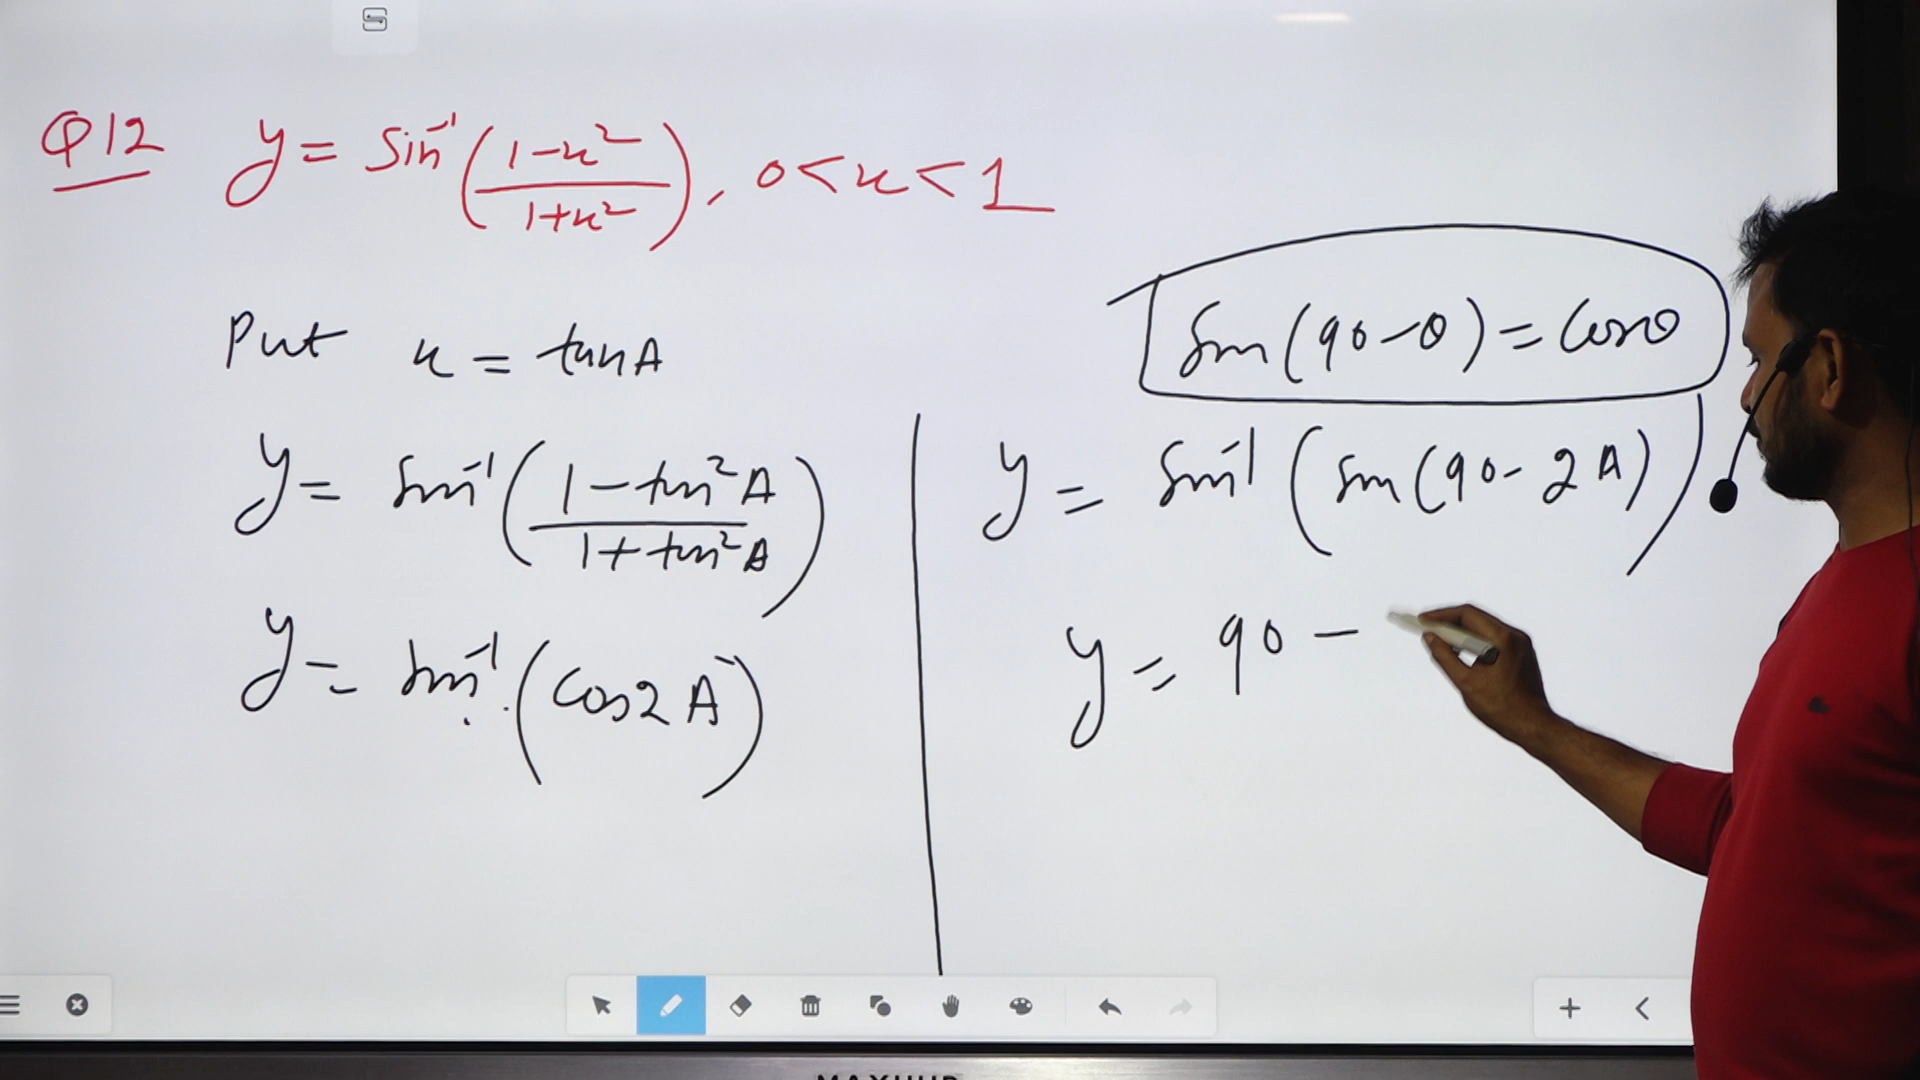 Q12 y = sin⁻¹((1-x²)/(1+x²)), 0<x<1
Put x = tanA
y = sin⁻¹((1-tan²A)/(1+tan²A))
y = sin⁻¹(cos2A)
sin(90-θ) = cosθ
y = sin⁻¹(sin(90-2A))
y = 90 -